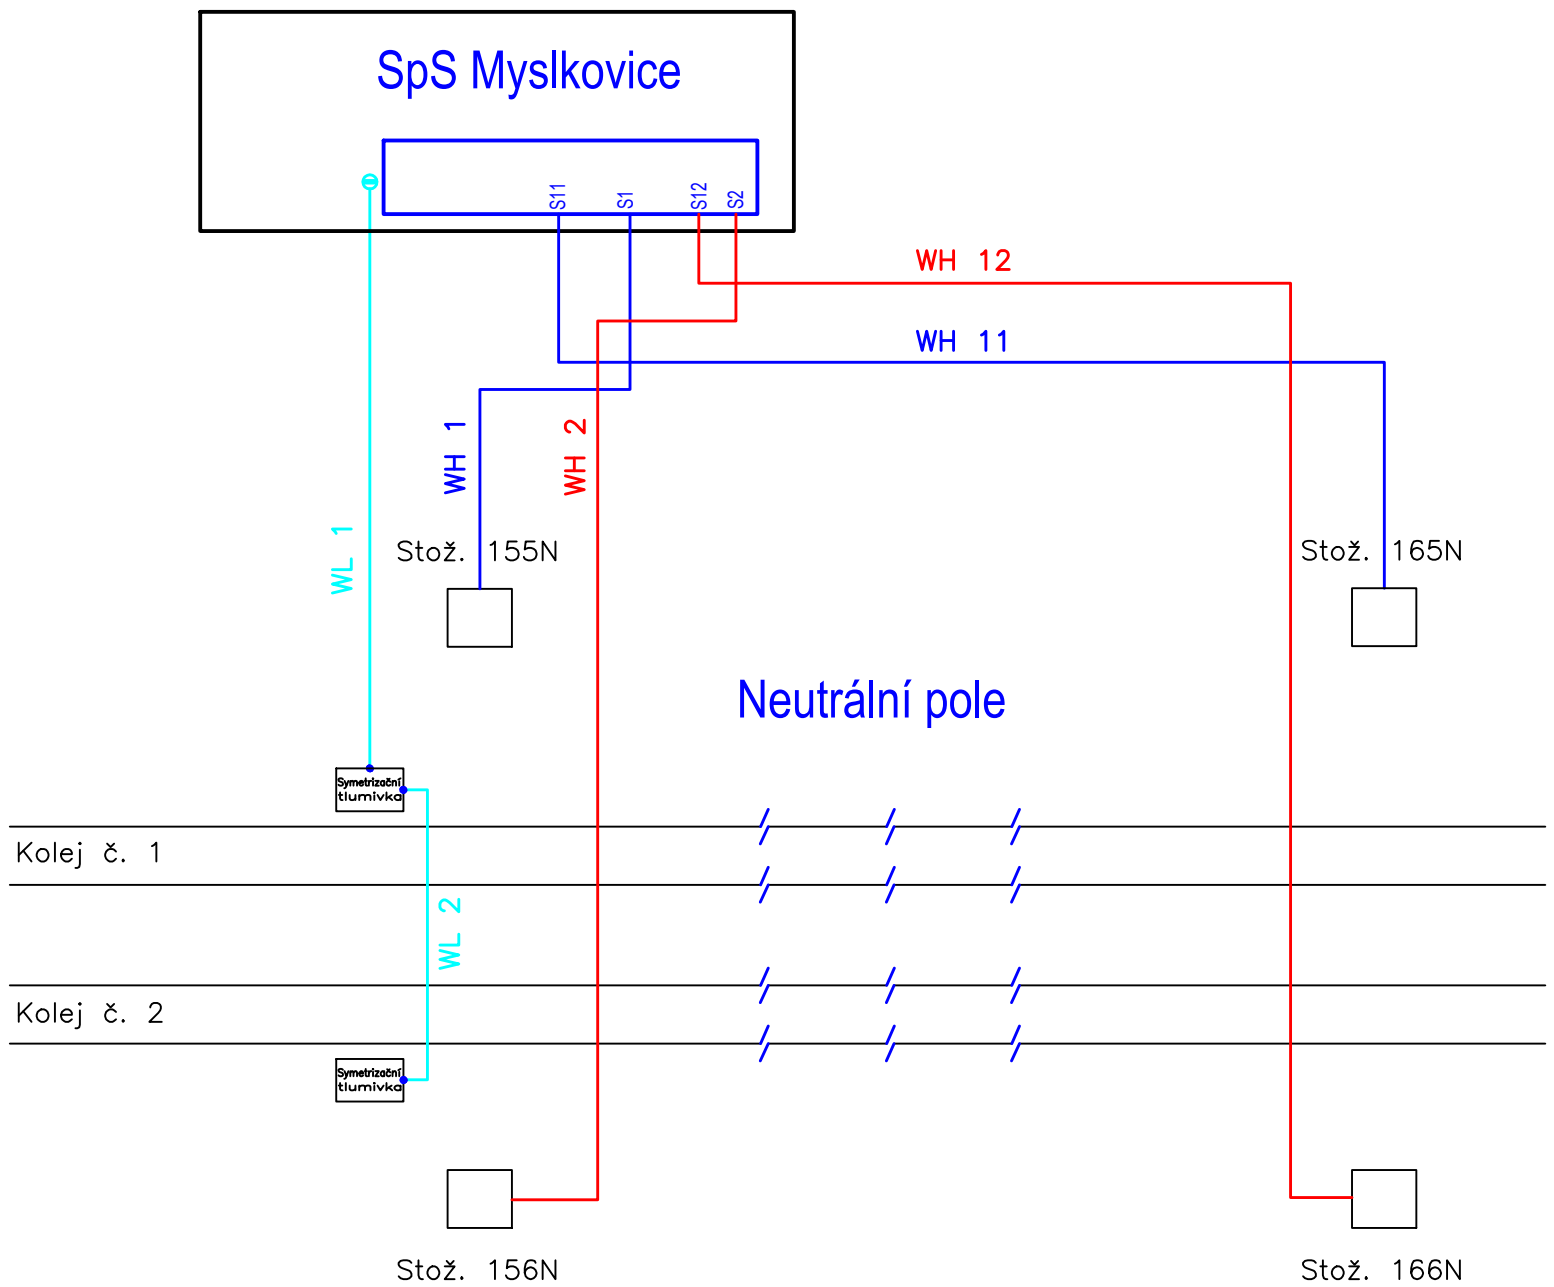 SpS Myslkovice
S11
S1
S12
S2
WH 12
WH 11
WH 1
WH 2
WL 1
Stož. 155N
Stož. 165N
Neutrální pole
Symetrizační
tlumivka
Kolej č. 1
WL 2
Kolej č. 2
Symetrizační
tlumivka
Stož. 156N
Stož. 166N